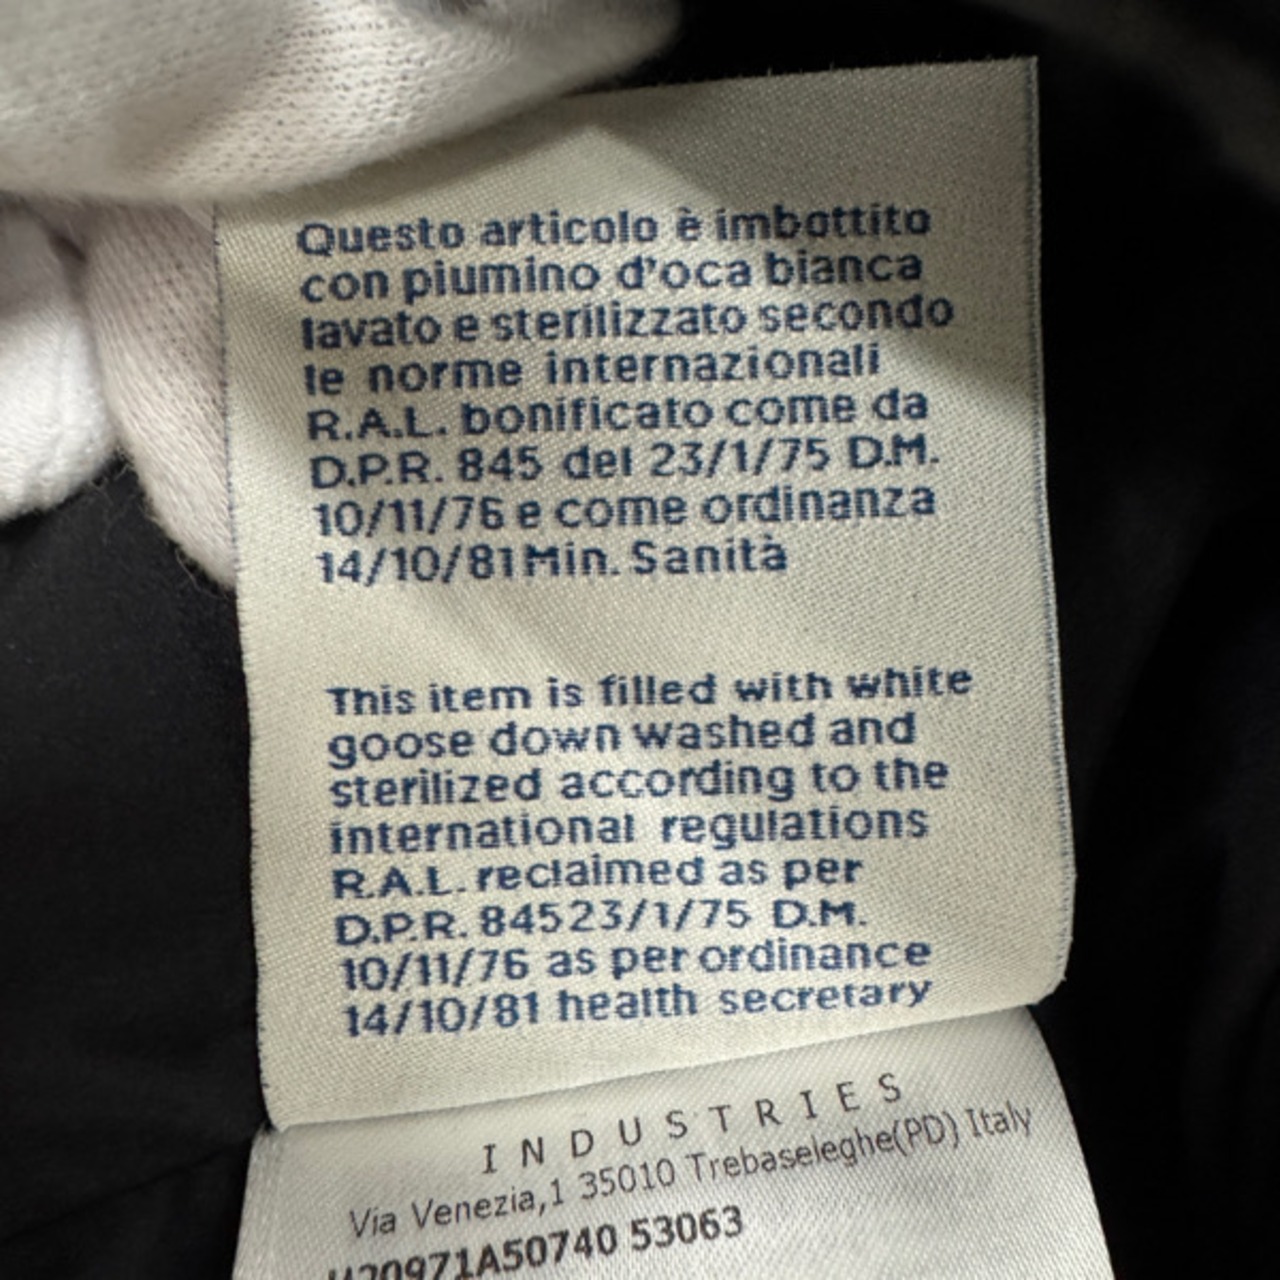 Questo articolo è imbottito
con piumino d'oca bianca
lavato e sterilizzato secondo
le norme internazionali
R.A.L. bonificato come da
D.P.R. 845 del 23/1/75 D.M.
10/11/76 e come ordinanza
14/10/81 Min. Sanità
This item is filled with white
goose down washed and
sterilized according to the
international regulations
R.A.L. reclaimed as per
D.P.R. 845 23/1/75 D.M.
10/11/76 as per ordinance
14/10/81 health secretary
INDUSTRIES
Via Venezia,1 35010 Trebaseleghe(PD) Italy
53063